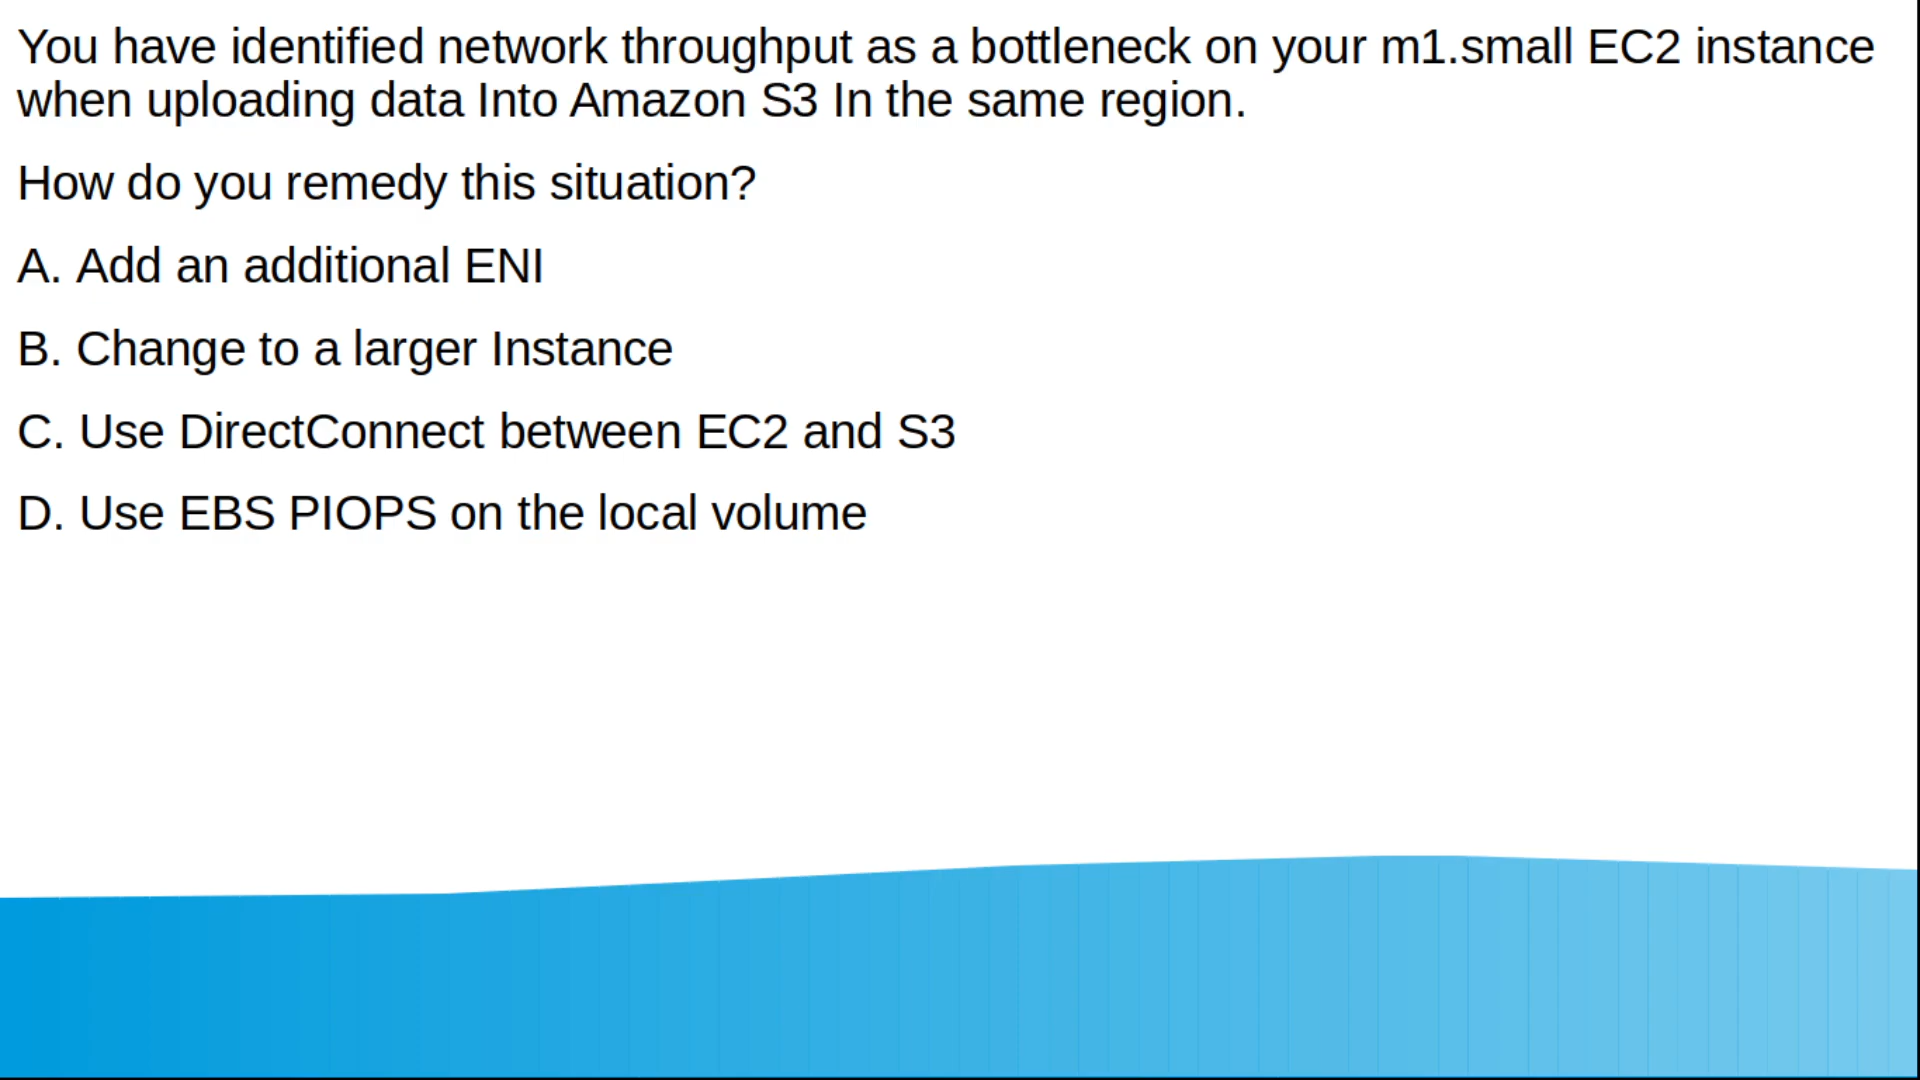 You have identified network throughput as a bottleneck on your m1.small EC2 instance
when uploading data Into Amazon S3 In the same region.
How do you remedy this situation?
A. Add an additional ENI
B. Change to a larger Instance
C. Use DirectConnect between EC2 and S3
D. Use EBS PIOPS on the local volume